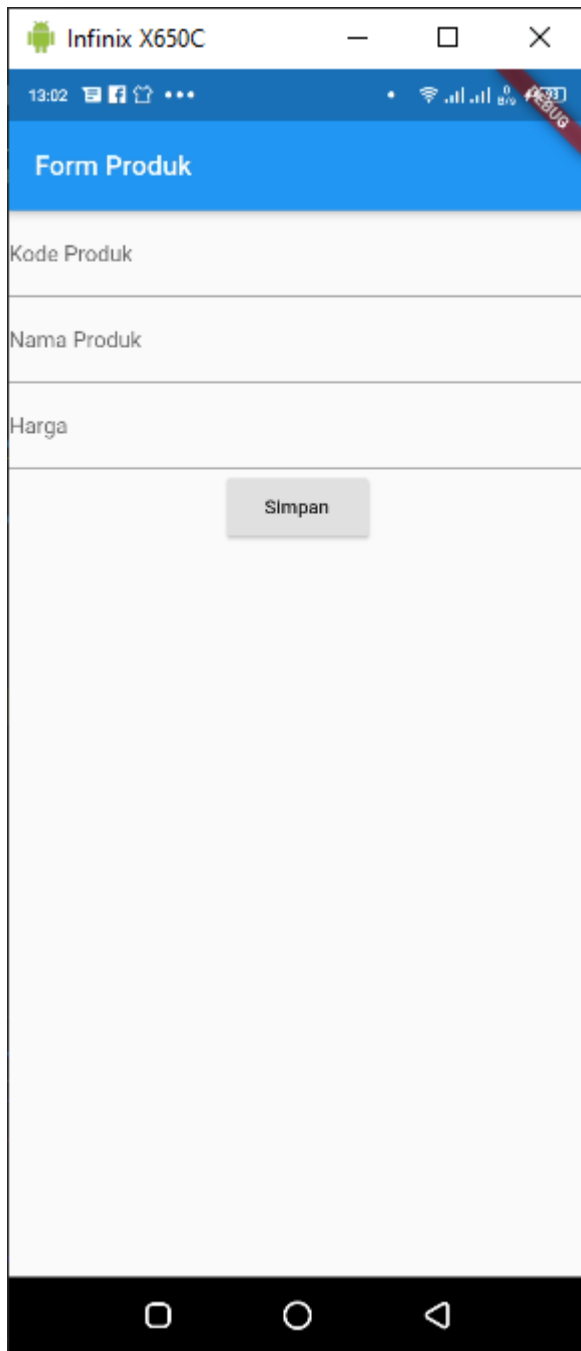 Infinix X650C
13:02
DEBUG
Form Produk
Kode Produk
Nama Produk
Harga
Simpan